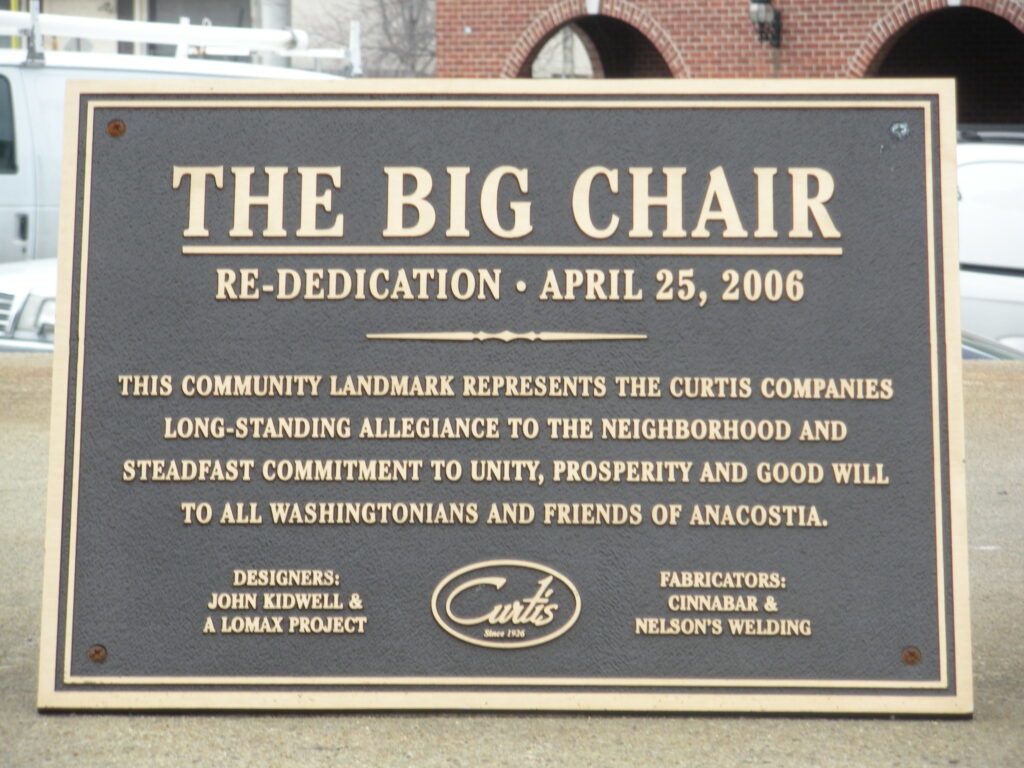 THE BIG CHAIR
RE-DEDICATION • APRIL 25, 2006
THIS COMMUNITY LANDMARK REPRESENTS THE CURTIS COMPANIES
LONG-STANDING ALLEGIANCE TO THE NEIGHBORHOOD AND
STEADFAST COMMITMENT TO UNITY, PROSPERITY AND GOOD WILL
TO ALL WASHINGTONIANS AND FRIENDS OF ANACOSTIA.
DESIGNERS:
JOHN KIDWELL &
A LOMAX PROJECT
Curtis
Since 1926
FABRICATORS:
CINNABAR &
NELSON'S WELDING